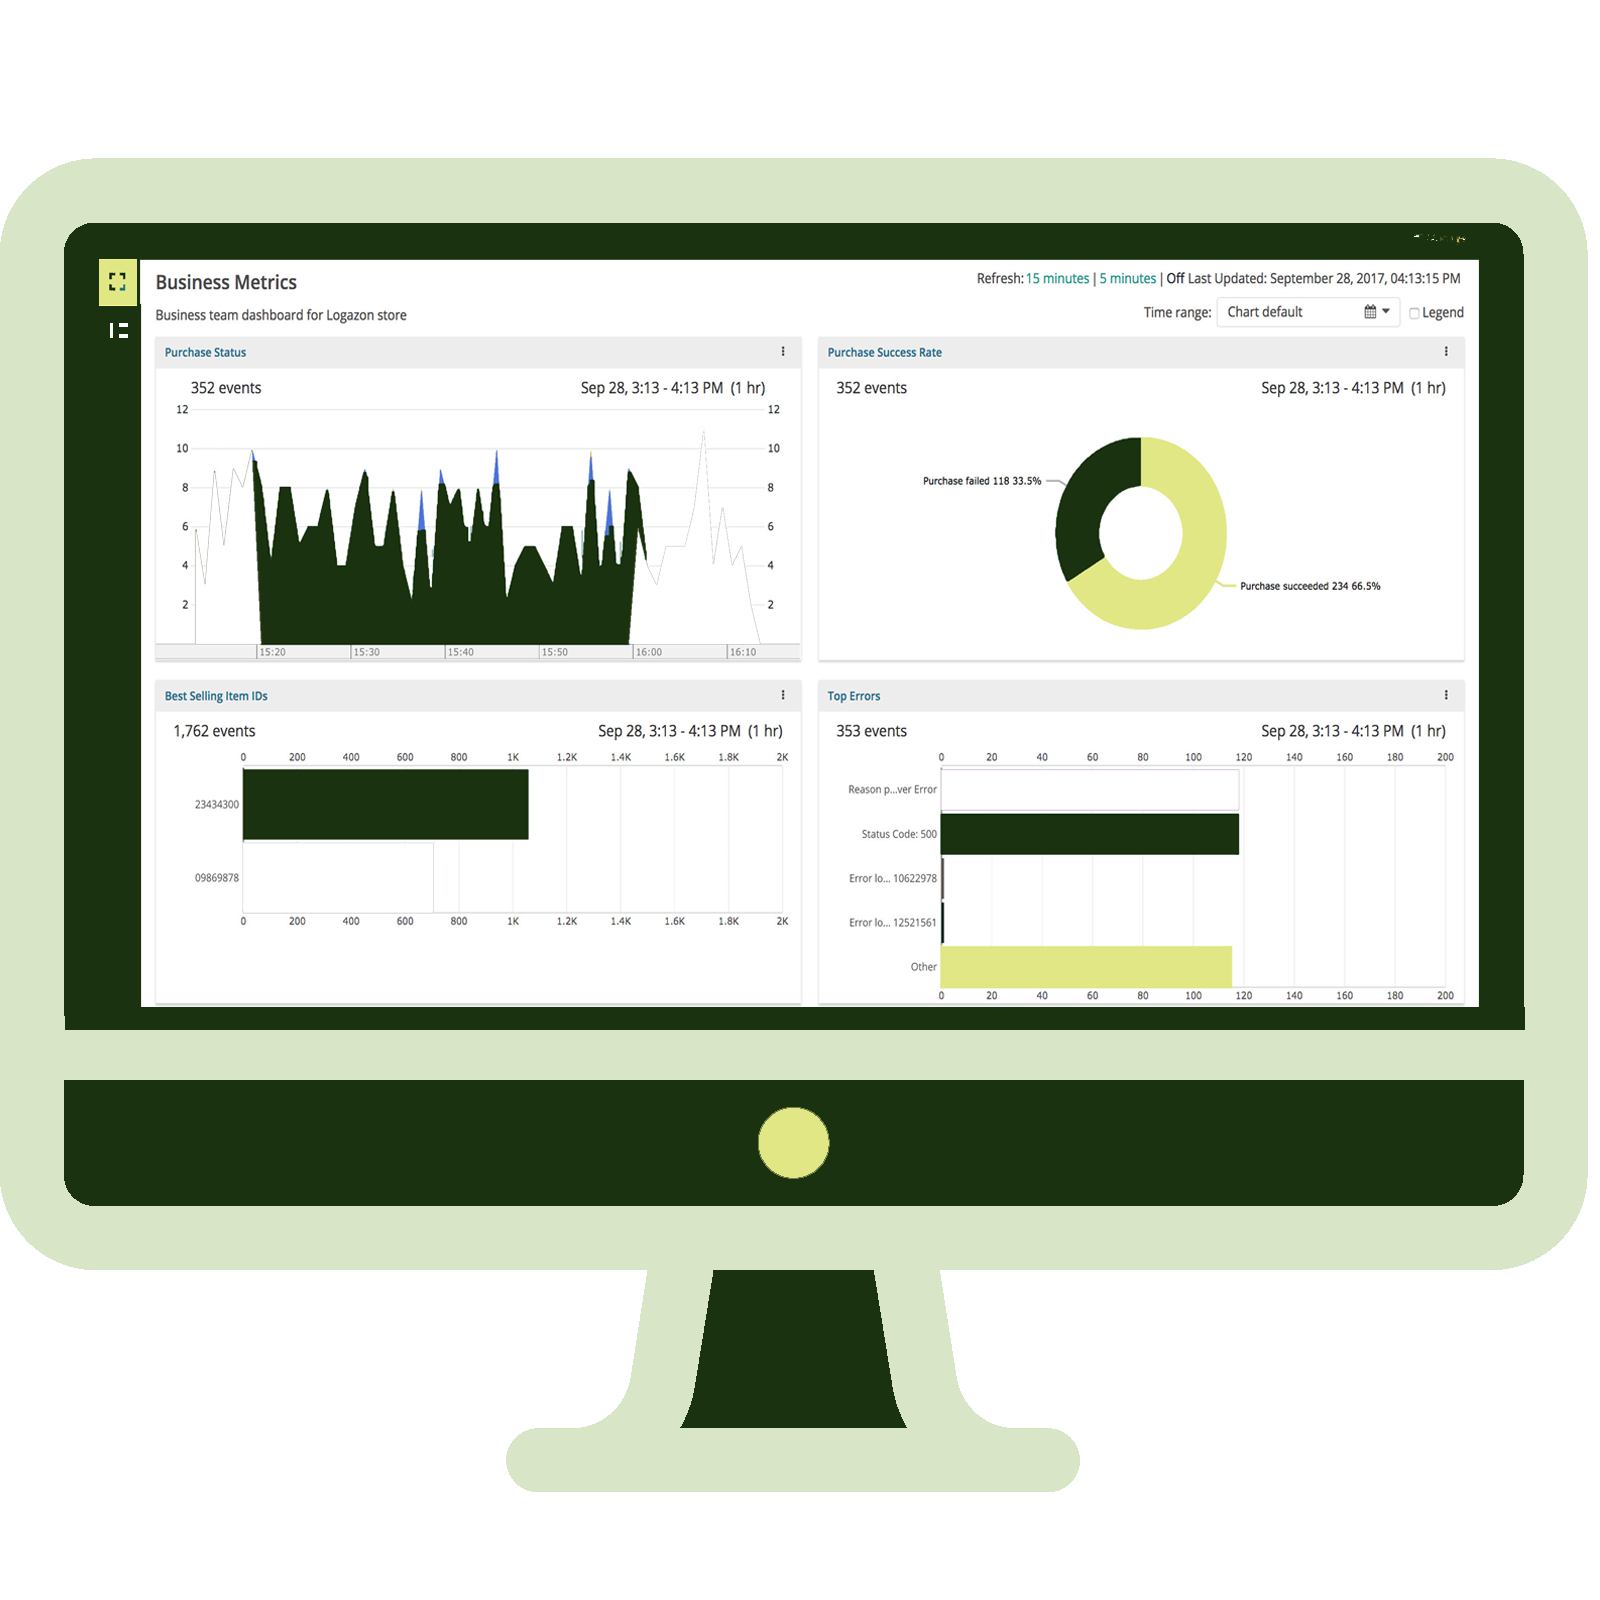 Business Metrics
Refresh: 15 minutes | 5 minutes | Off Last Updated: September 28, 2017, 04:13:15 PM
Business team dashboard for Logazon store
Time range: Chart default Legend
Purchase Status
352 events Sep 28, 3:13 - 4:13 PM (1 hr)
12 12
10 10
8 8
6 6
4 4
2 2
15:20 15:30 15:40 15:50 16:00 16:10
Purchase Success Rate
352 events Sep 28, 3:13 - 4:13 PM (1 hr)
Purchase failed 118 33.5%
Purchase succeeded 234 66.5%
Best Selling Item IDs
1,762 events Sep 28, 3:13 - 4:13 PM (1 hr)
0 200 400 600 800 1K 1.2K 1.4K 1.6K 1.8K 2K
23434300
09869878
0 200 400 600 800 1K 1.2K 1.4K 1.6K 1.8K 2K
Top Errors
353 events Sep 28, 3:13 - 4:13 PM (1 hr)
0 20 40 60 80 100 120 140 160 180 200
Reason p...ver Error
Status Code: 500
Error lo... 10622978
Error lo... 12521561
Other
0 20 40 60 80 100 120 140 160 180 200